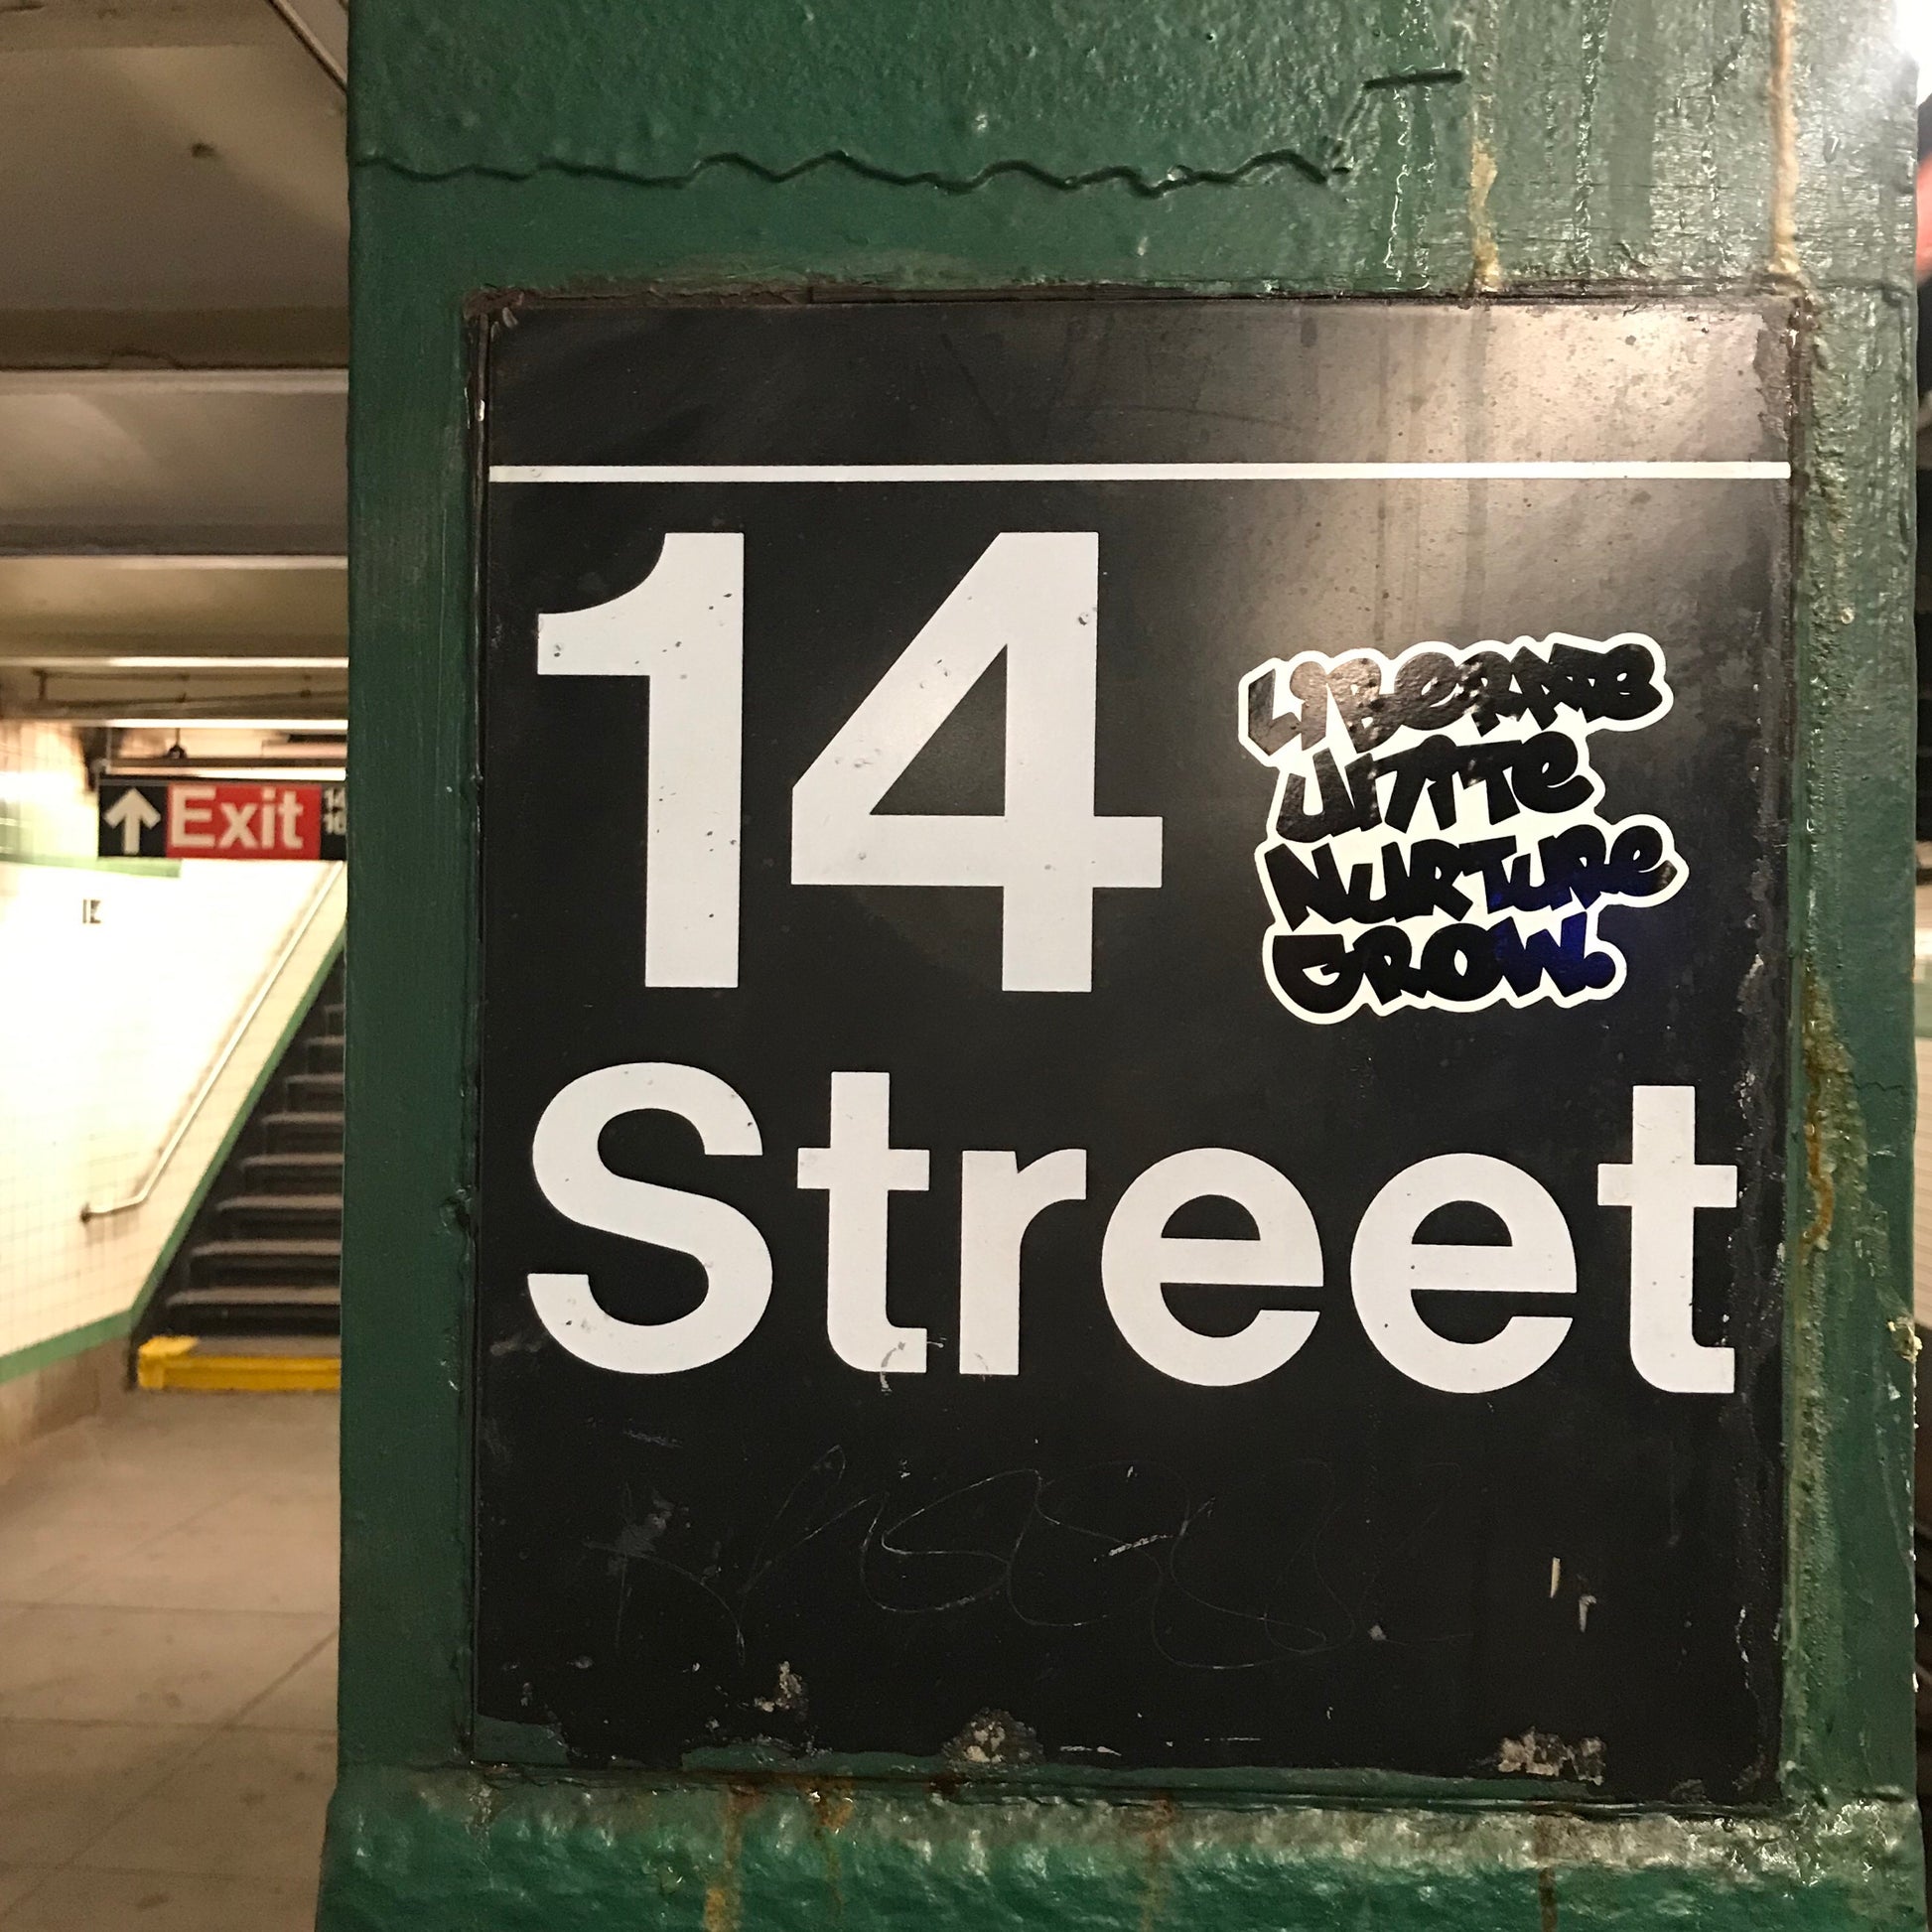 14
Street
LIBERATE
UNITE
NURTURE
GROW.
Exit